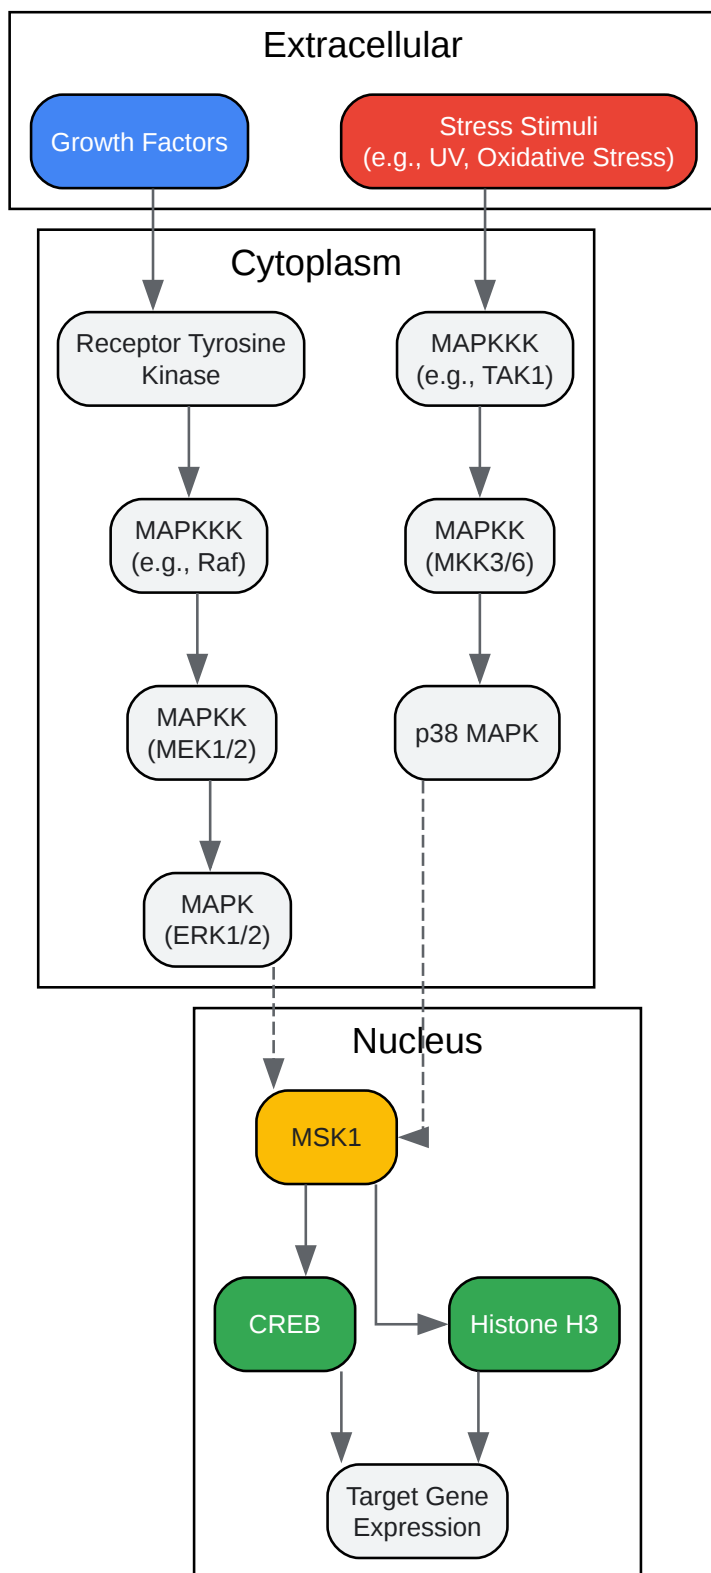 Extracellular
Growth Factors
Stress Stimuli
(e.g., UV, Oxidative Stress)
Cytoplasm
Receptor Tyrosine
Kinase
MAPKKK
(e.g., TAK1)
MAPKKK
(e.g., Raf)
MAPKK
(MKK3/6)
MAPKK
(MEK1/2)
p38 MAPK
MAPK
(ERK1/2)
Nucleus
MSK1
CREB
Histone H3
Target Gene
Expression